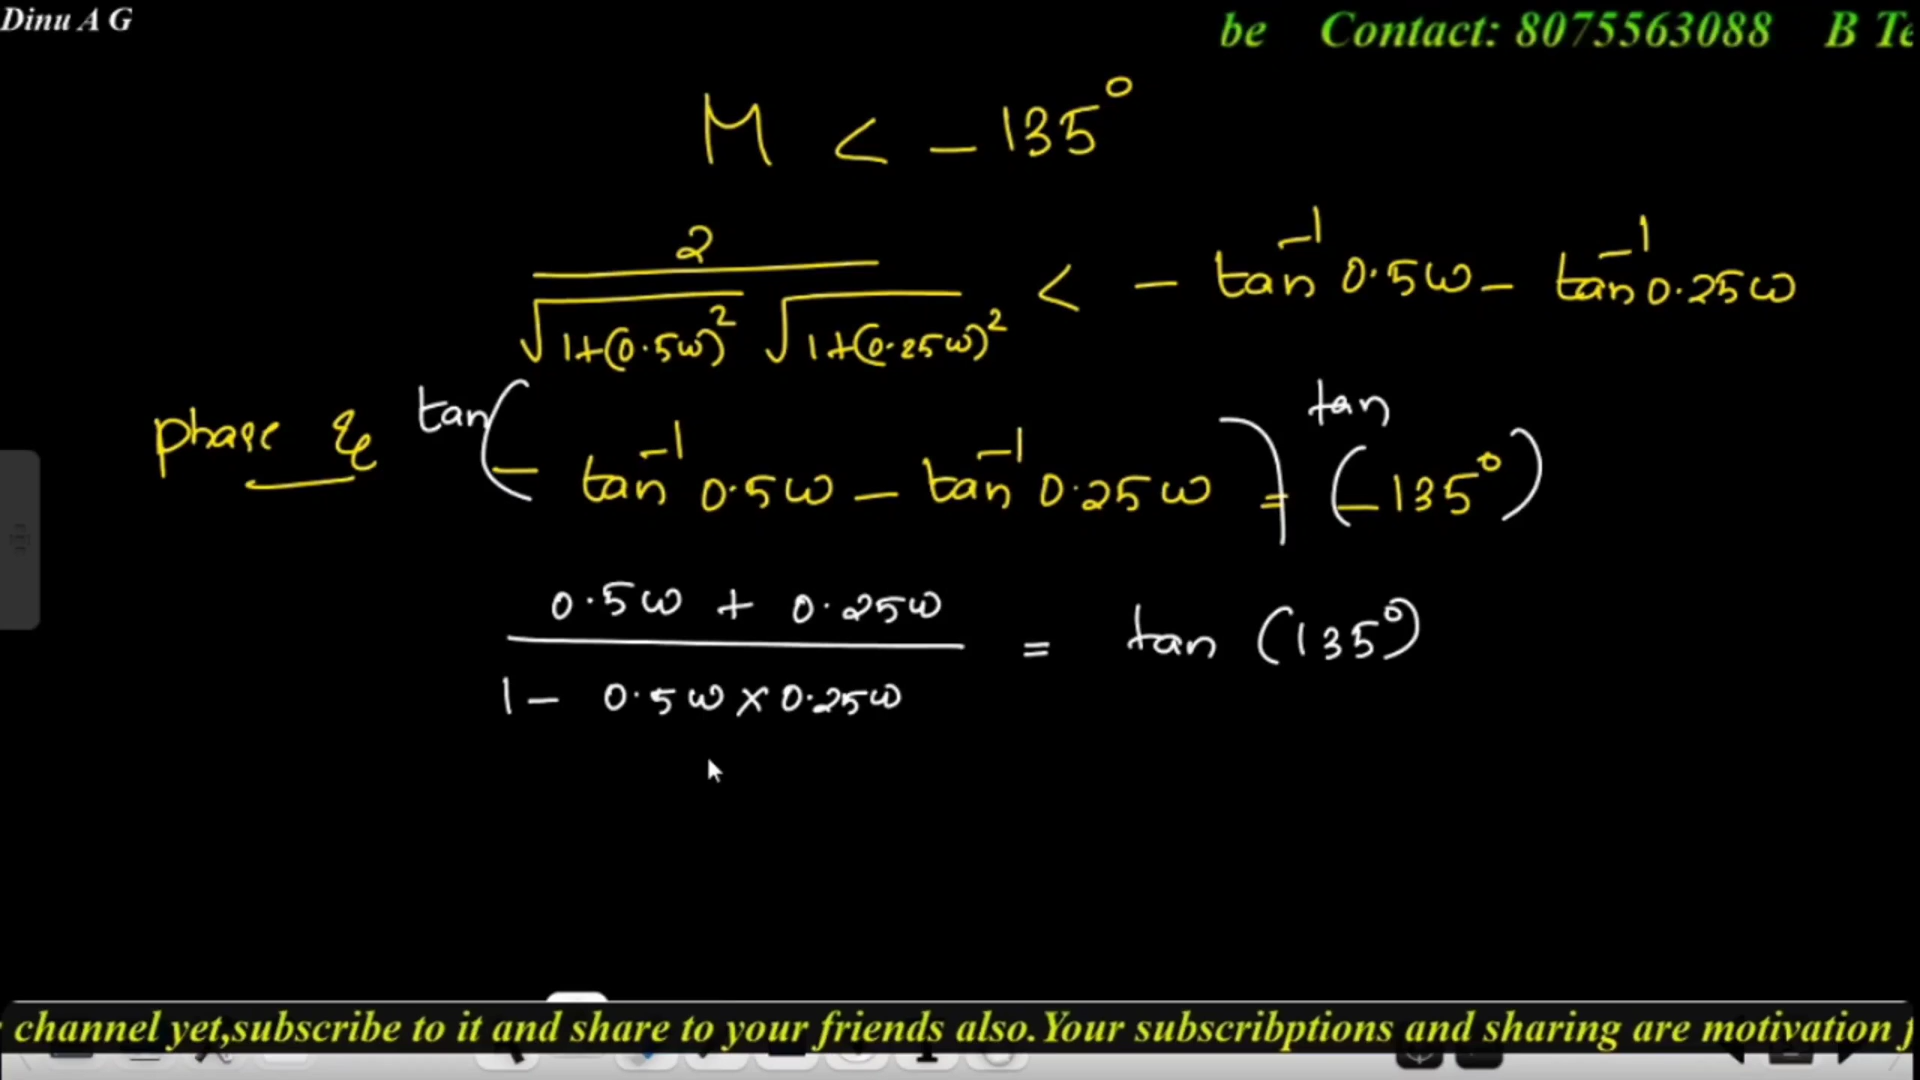 Dinu A G
be Contact: 8075563088 B Te
M < - 135°
2 / √1+(0.5ω)² √1+(0.25ω)² < - tan⁻¹ 0.5ω - tan⁻¹ 0.25ω
phase & tan(- tan⁻¹ 0.5ω - tan⁻¹ 0.25ω) = tan(-135°)
0.5ω + 0.25ω / 1 - 0.5ω × 0.25ω = tan (135°)
channel yet,subscribe to it and share to your friends also.Your subscribptions and sharing are motivation f